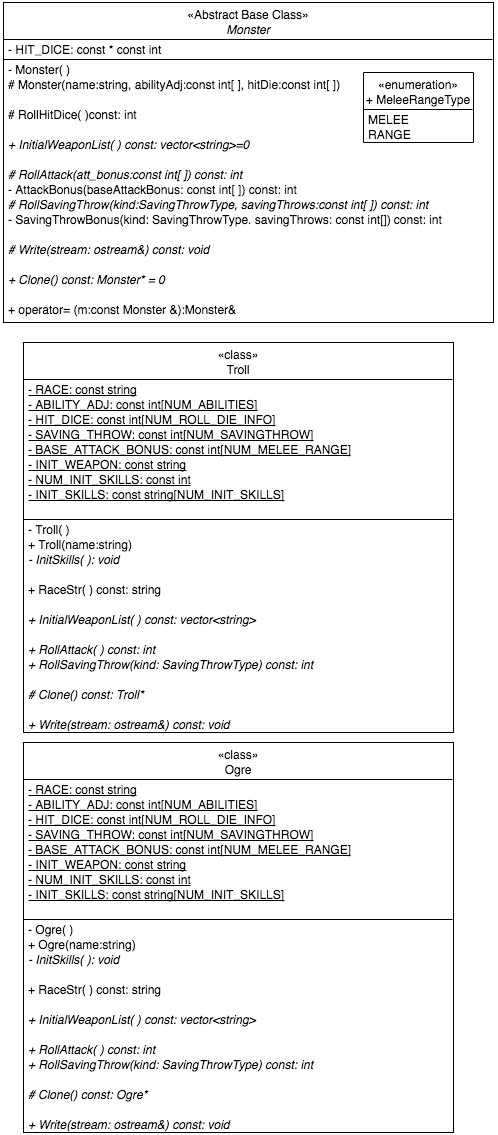 «Abstract Base Class»
Monster
- HIT_DICE: const * const int
- Monster( )
# Monster(name:string, abilityAdj:const int[ ], hitDie:const int[ ])
# RollHitDice( )const: int
+ InitialWeaponList( ) const: vector<string>=0
# RollAttack(att_bonus:const int[ ]) const: int
- AttackBonus(baseAttackBonus: const int[ ]) const: int
# RollSavingThrow(kind:SavingThrowType, savingThrows:const int[ ]) const: int
- SavingThrowBonus(kind: SavingThrowType. savingThrows: const int[]) const: int
# Write(stream: ostream&) const: void
+ Clone() const: Monster* = 0
+ operator= (m:const Monster &):Monster&
«enumeration»
+ MeleeRangeType
MELEE
RANGE
«class»
Troll
- RACE: const string
- ABILITY_ADJ: const int[NUM_ABILITIES]
- HIT_DICE: const int[NUM_ROLL_DIE_INFO]
- SAVING_THROW: const int[NUM_SAVINGTHROW]
- BASE_ATTACK_BONUS: const int[NUM_MELEE_RANGE]
- INIT_WEAPON: const string
- NUM_INIT_SKILLS: const int
- INIT_SKILLS: const string[NUM_INIT_SKILLS]
- Troll( )
+ Troll(name:string)
- InitSkills( ): void
+ RaceStr( ) const: string
+ InitialWeaponList( ) const: vector<string>
+ RollAttack( ) const: int
+ RollSavingThrow(kind: SavingThrowType) const: int
# Clone() const: Troll*
+ Write(stream: ostream&) const: void
«class»
Ogre
- RACE: const string
- ABILITY_ADJ: const int[NUM_ABILITIES]
- HIT_DICE: const int[NUM_ROLL_DIE_INFO]
- SAVING_THROW: const int[NUM_SAVINGTHROW]
- BASE_ATTACK_BONUS: const int[NUM_MELEE_RANGE]
- INIT_WEAPON: const string
- NUM_INIT_SKILLS: const int
- INIT_SKILLS: const string[NUM_INIT_SKILLS]
- Ogre( )
+ Ogre(name:string)
- InitSkills( ): void
+ RaceStr( ) const: string
+ InitialWeaponList( ) const: vector<string>
+ RollAttack( ) const: int
+ RollSavingThrow(kind: SavingThrowType) const: int
# Clone() const: Ogre*
+ Write(stream: ostream&) const: void